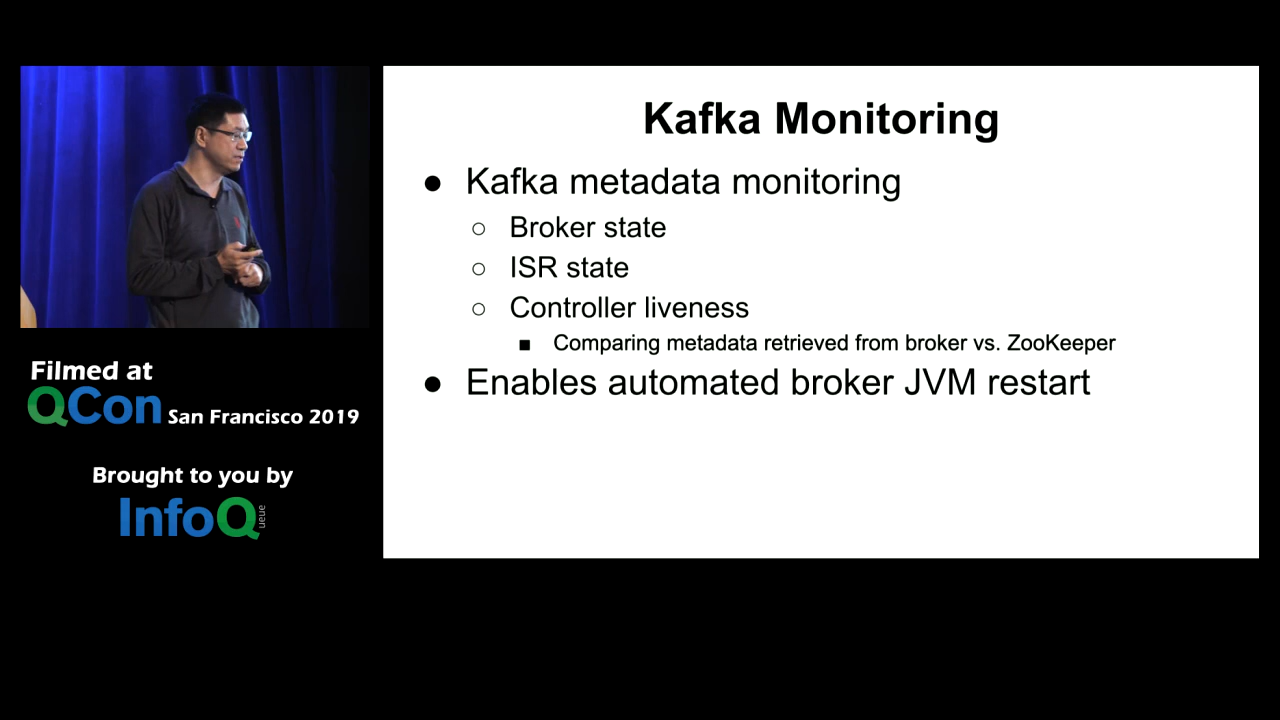 Kafka Monitoring
● Kafka metadata monitoring
○ Broker state
○ ISR state
○ Controller liveness
■ Comparing metadata retrieved from broker vs. ZooKeeper
● Enables automated broker JVM restart
Filmed at
QCon San Francisco 2019
Brought to you by
InfoQueue